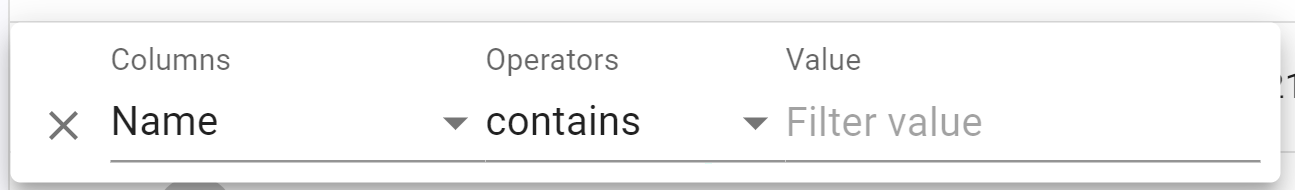 Columns Operators Value
Name contains Filter value